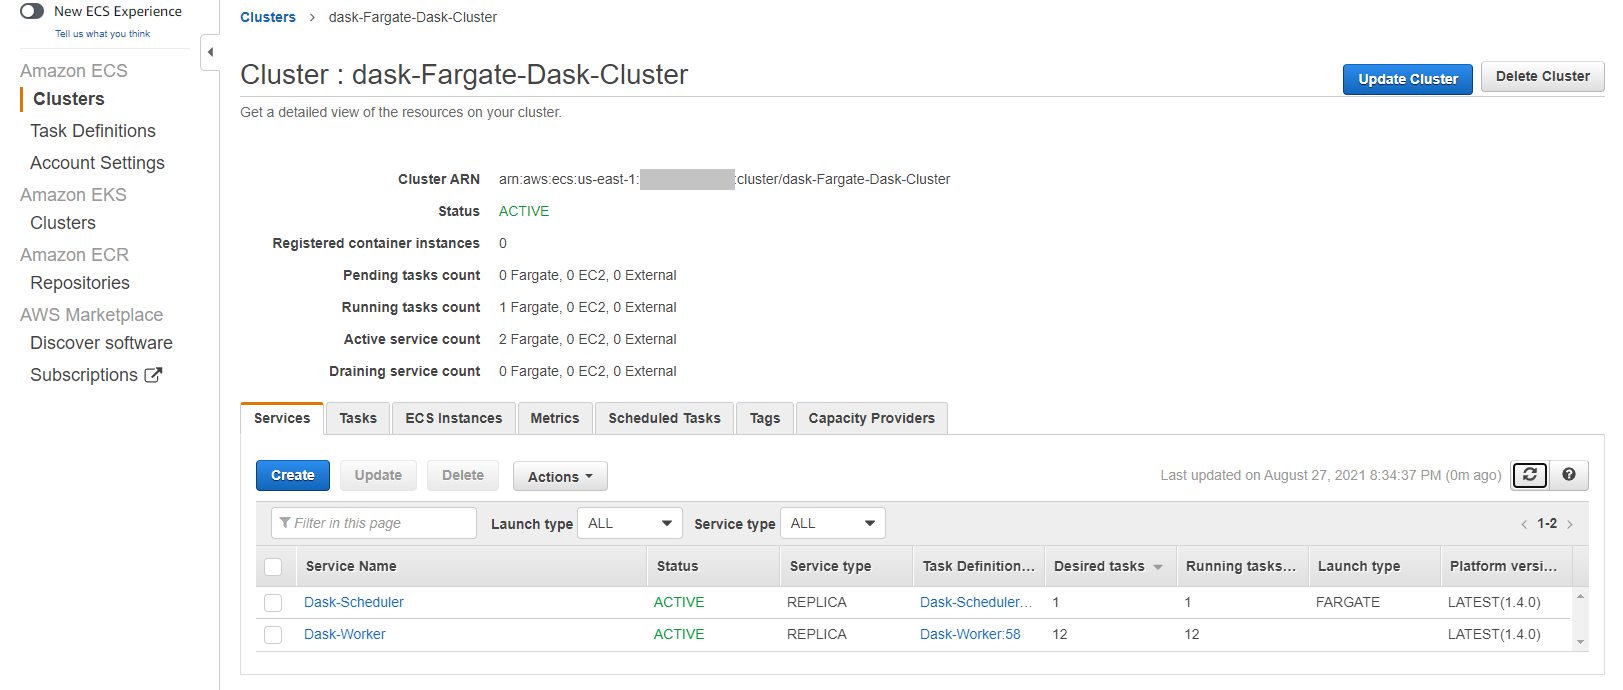 New ECS Experience
Tell us what you think
Amazon ECS
Clusters
Task Definitions
Account Settings
Amazon EKS
Clusters
Amazon ECR
Repositories
AWS Marketplace
Discover software
Subscriptions
Clusters > dask-Fargate-Dask-Cluster
Cluster : dask-Fargate-Dask-Cluster
Update Cluster Delete Cluster
Get a detailed view of the resources on your cluster.
Cluster ARN arn:aws:ecs:us-east-1: :cluster/dask-Fargate-Dask-Cluster
Status ACTIVE
Registered container instances 0
Pending tasks count 0 Fargate, 0 EC2, 0 External
Running tasks count 1 Fargate, 0 EC2, 0 External
Active service count 2 Fargate, 0 EC2, 0 External
Draining service count 0 Fargate, 0 EC2, 0 External
Services Tasks ECS Instances Metrics Scheduled Tasks Tags Capacity Providers
Create Update Delete Actions Last updated on August 27, 2021 8:34:37 PM (0m ago) ?
Filter in this page Launch type ALL Service type ALL < 1-2 >
Service Name Status Service type Task Definition... Desired tasks Running tasks... Launch type Platform versi...
Dask-Scheduler ACTIVE REPLICA Dask-Scheduler... 1 1 FARGATE LATEST(1.4.0)
Dask-Worker ACTIVE REPLICA Dask-Worker:58 12 12 LATEST(1.4.0)